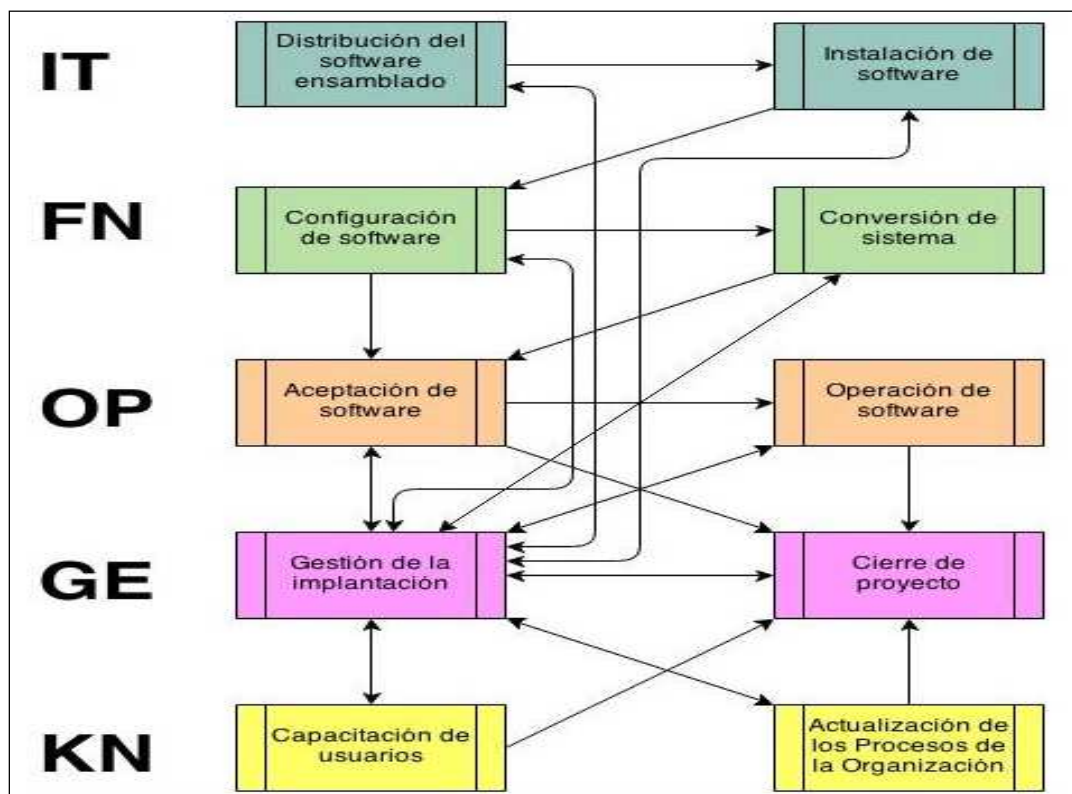 IT
Distribución del
software
ensamblado
Instalación de
software
FN
Configuración
de software
Conversión de
sistema
OP
Aceptación de
software
Operación de
software
GE
Gestión de la
implantación
Cierre de
proyecto
KN
Capacitación de
usuarios
Actualización de
los Procesos de
la Organización